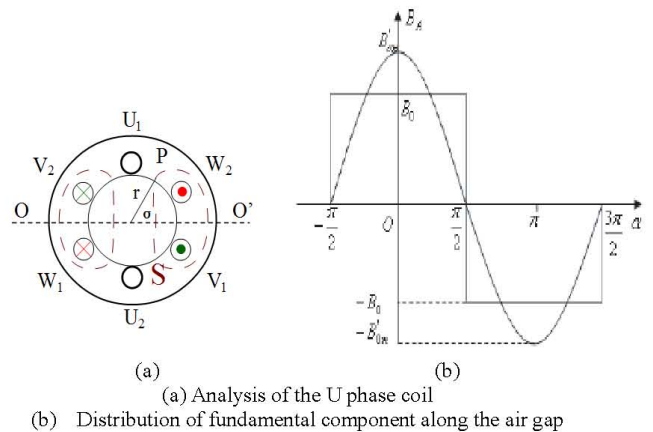 U₁
V₂
P
W₂
r
O
σ
O'
W₁
S
V₁
U₂
(a)
B_A
B'₀ₘ
B₀
-π/2
O
π/2
π
3π/2
α
-B₀
-B'₀ₘ
(b)
(a) Analysis of the U phase coil
(b) Distribution of fundamental component along the air gap